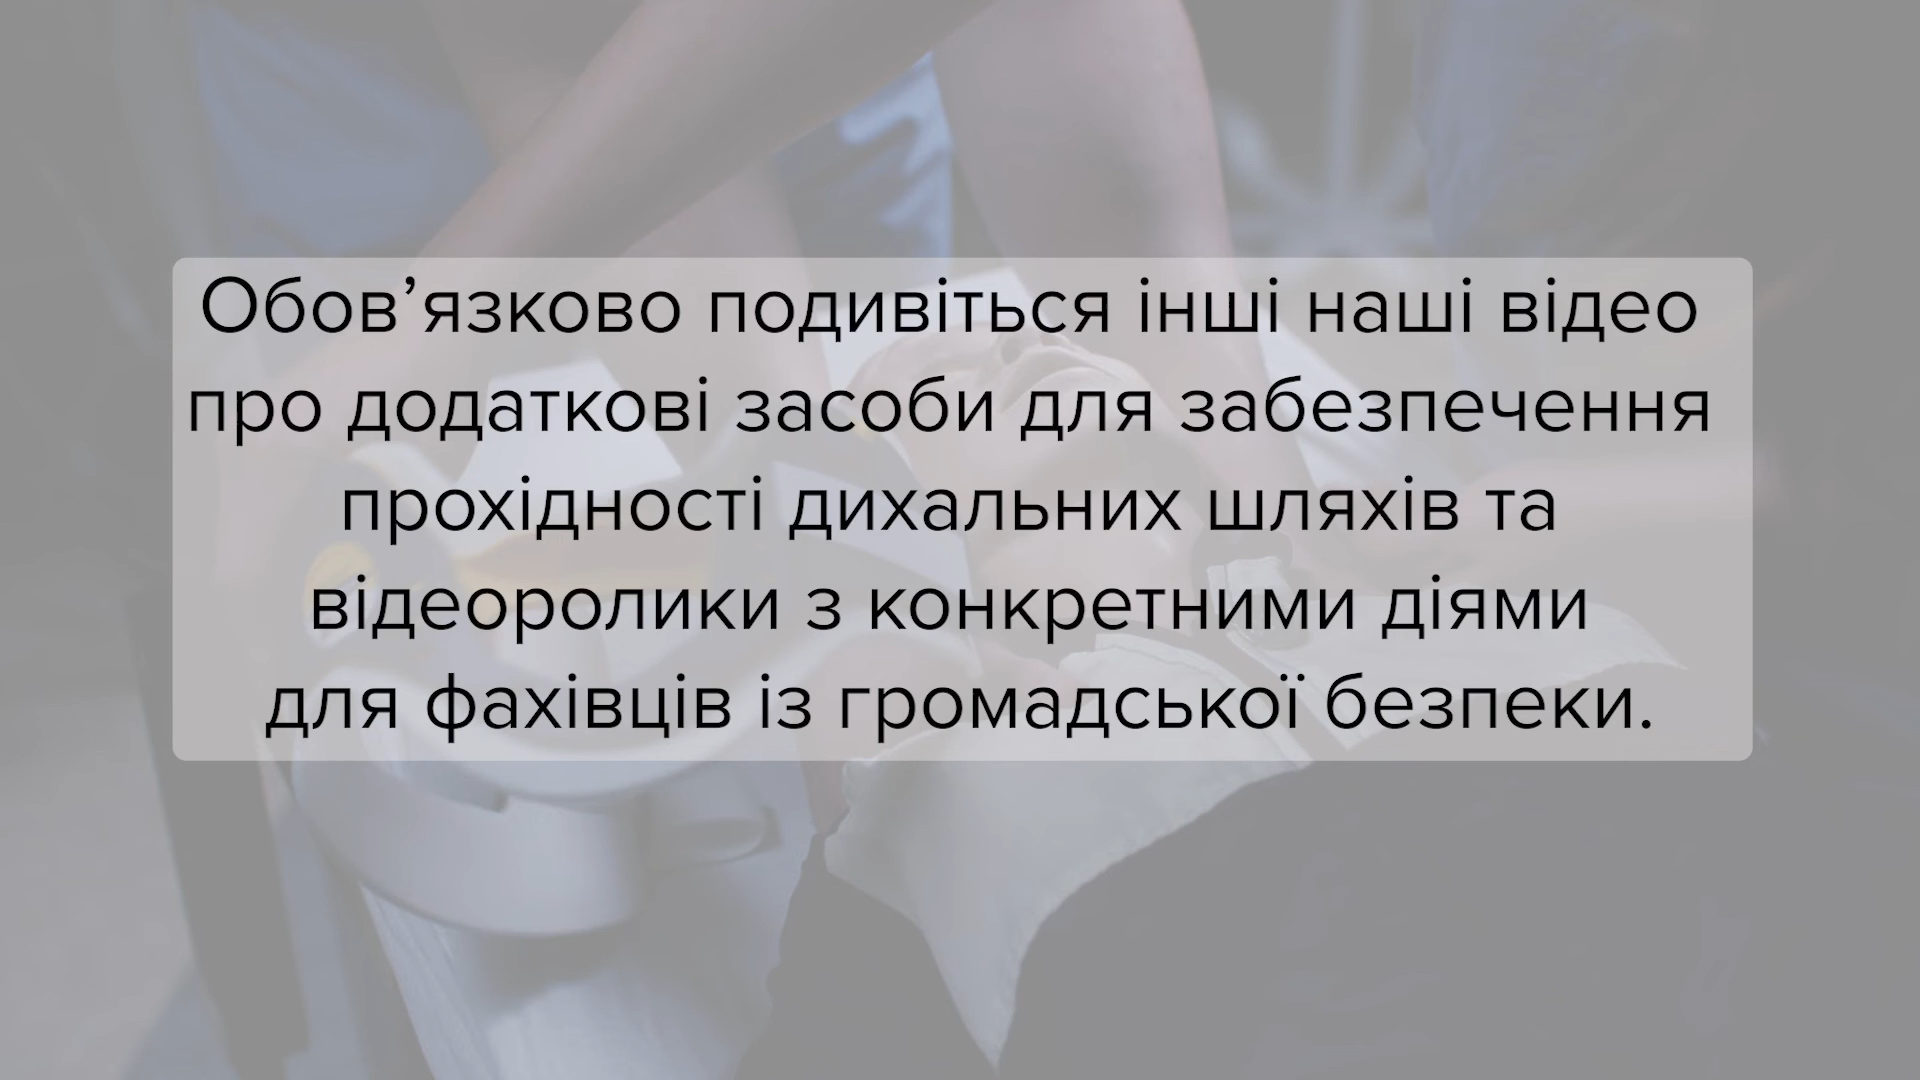 Обов’язково подивіться інші наші відео
про додаткові засоби для забезпечення
прохідності дихальних шляхів та
відеоролики з конкретними діями
для фахівців із громадської безпеки.